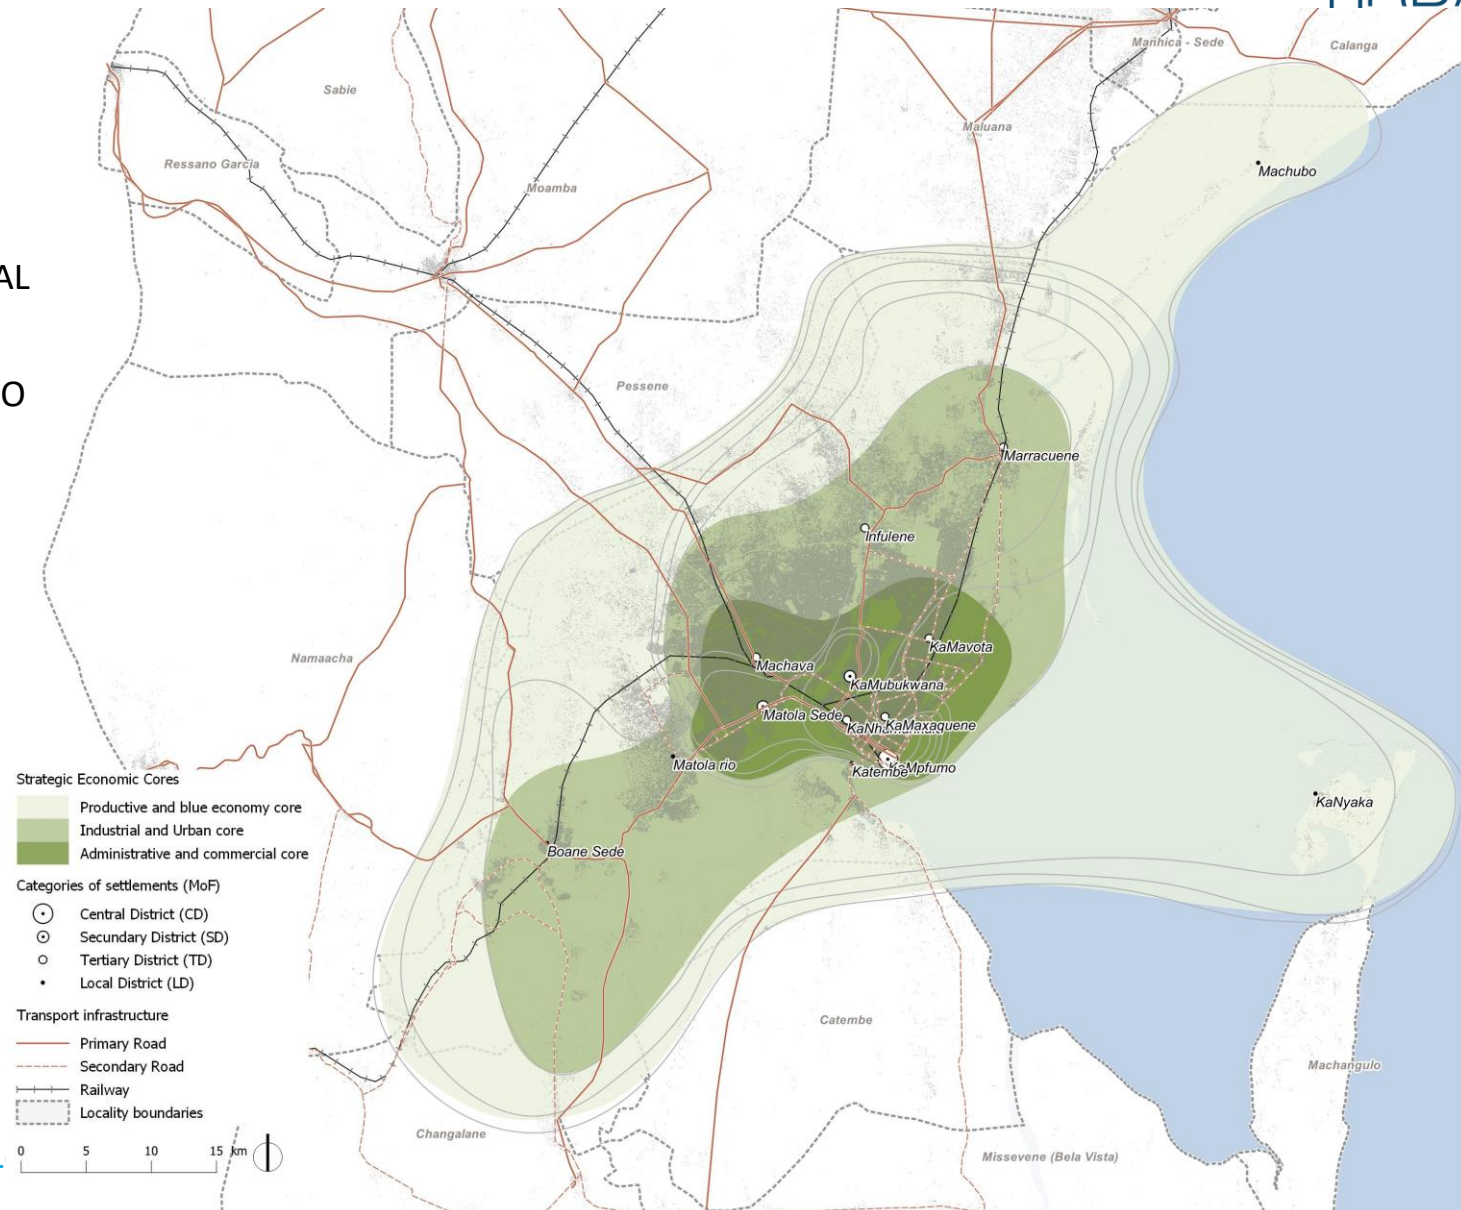 Manhica - Sede
Calanga
Sabie
Maluana
Ressano Garcia
Machubo
Moamba
AL
Pessene
O
Marracuene
Infulene
KaMavota
Namaacha
Machava
KaMubukwana
Matola Sede
KaMaxaquene
Matola rio
Katembe
KaNyaka
Boane Sede
Strategic Economic Cores
Productive and blue economy core
Industrial and Urban core
Administrative and commercial core
Categories of settlements (MoF)
Central District (CD)
Secundary District (SD)
Tertiary District (TD)
Local District (LD)
Transport infrastructure
Primary Road
Secondary Road
Railway
Locality boundaries
0 5 10 15 km
Catembe
Machangulo
Changalane
Missevene (Bela Vista)